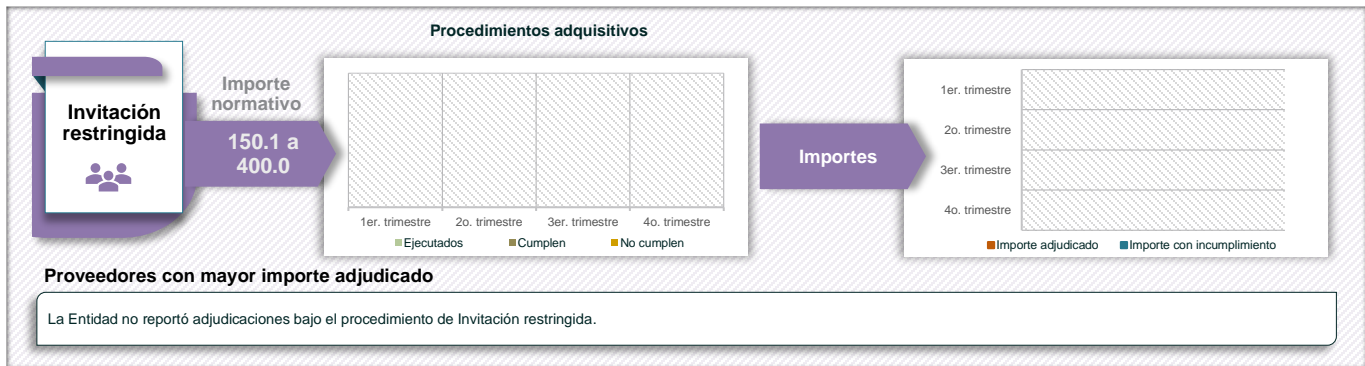 Procedimientos adquisitivos
Invitación
restringida
Importe
normativo
150.1 a
400.0
1er. trimestre 2o. trimestre 3er. trimestre 4o. trimestre
Ejecutados Cumplen No cumplen
Importes
1er. trimestre
2o. trimestre
3er. trimestre
4o. trimestre
Importe adjudicado Importe con incumplimiento
Proveedores con mayor importe adjudicado
La Entidad no reportó adjudicaciones bajo el procedimiento de Invitación restringida.